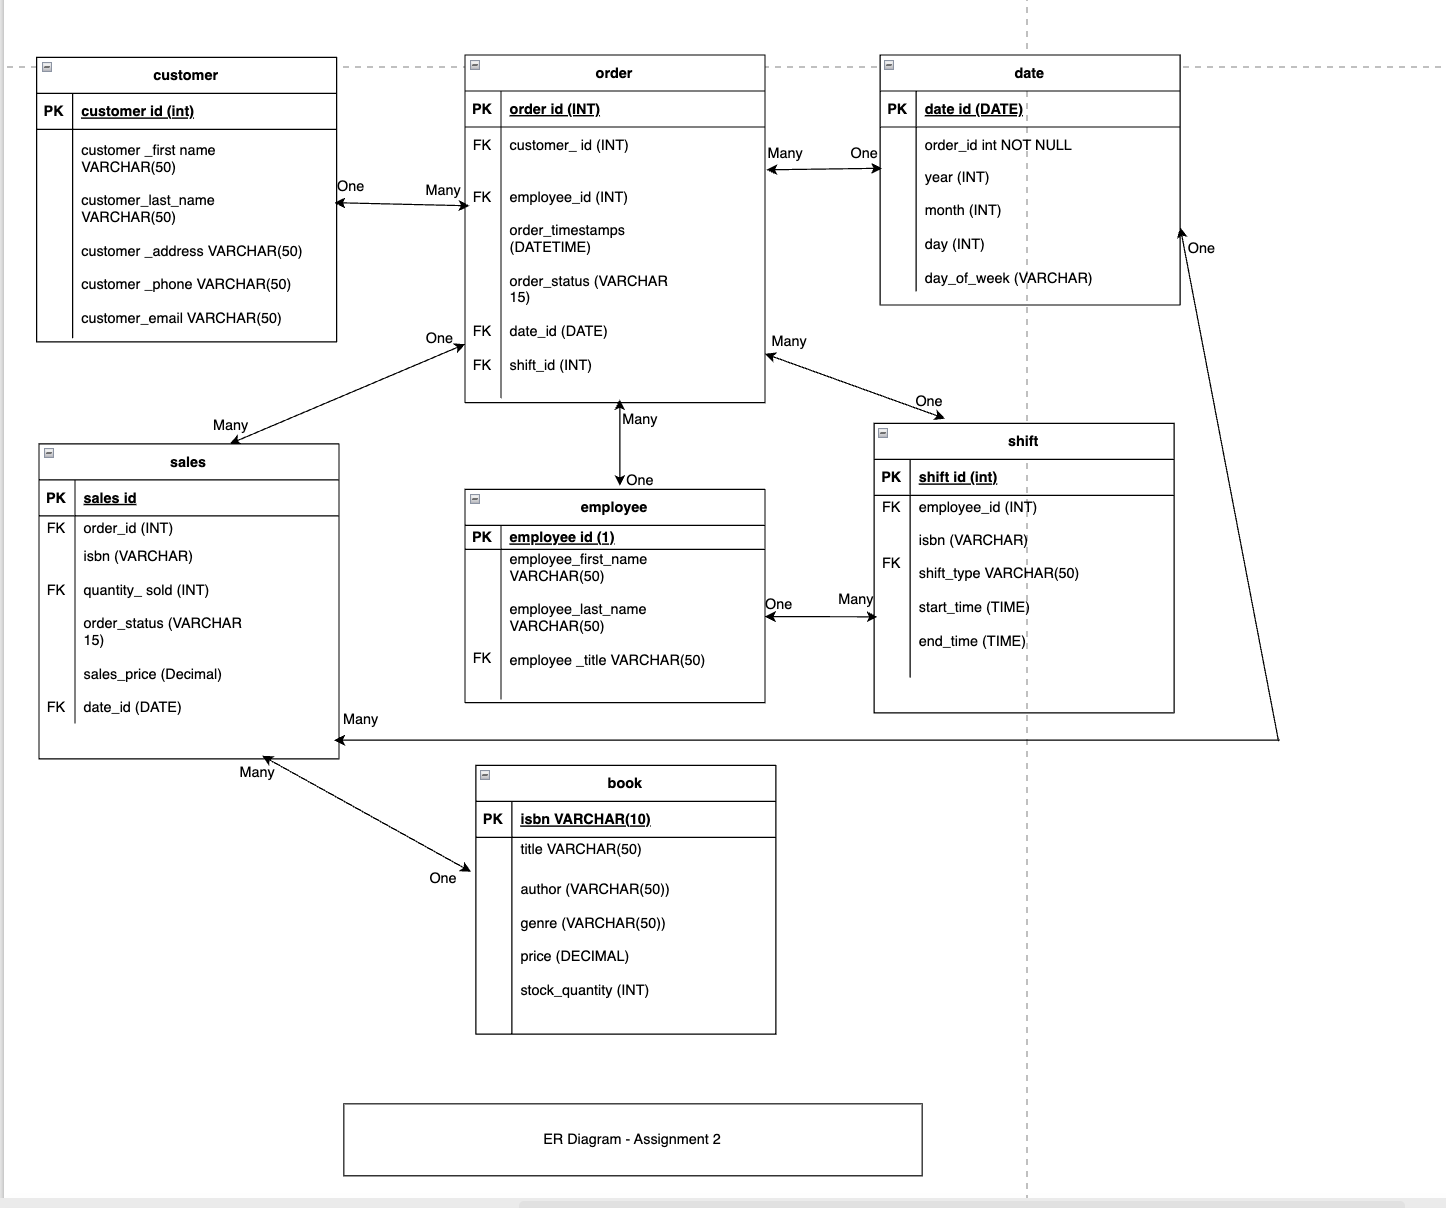 customer
PK customer id (int)
customer _first name
VARCHAR(50)
customer_last_name
VARCHAR(50)
customer _address VARCHAR(50)
customer _phone VARCHAR(50)
customer_email VARCHAR(50)
One
Many
order
PK order id (INT)
FK customer_ id (INT)
FK employee_id (INT)
order_timestamps
(DATETIME)
order_status (VARCHAR
15)
FK date_id (DATE)
FK shift_id (INT)
Many
One
date
PK date id (DATE)
order_id int NOT NULL
year (INT)
month (INT)
day (INT)
day_of_week (VARCHAR)
One
One
Many
Many
One
Many
One
sales
PK sales id
FK order_id (INT)
isbn (VARCHAR)
FK quantity_ sold (INT)
order_status (VARCHAR
15)
sales_price (Decimal)
FK date_id (DATE)
Many
employee
PK employee id (1)
employee_first_name
VARCHAR(50)
employee_last_name
VARCHAR(50)
FK employee _title VARCHAR(50)
One
Many
shift
PK shift id (int)
FK employee_id (INT)
isbn (VARCHAR)
FK
shift_type VARCHAR(50)
start_time (TIME)
end_time (TIME)
Many
One
book
PK isbn VARCHAR(10)
title VARCHAR(50)
author (VARCHAR(50))
genre (VARCHAR(50))
price (DECIMAL)
stock_quantity (INT)
ER Diagram - Assignment 2